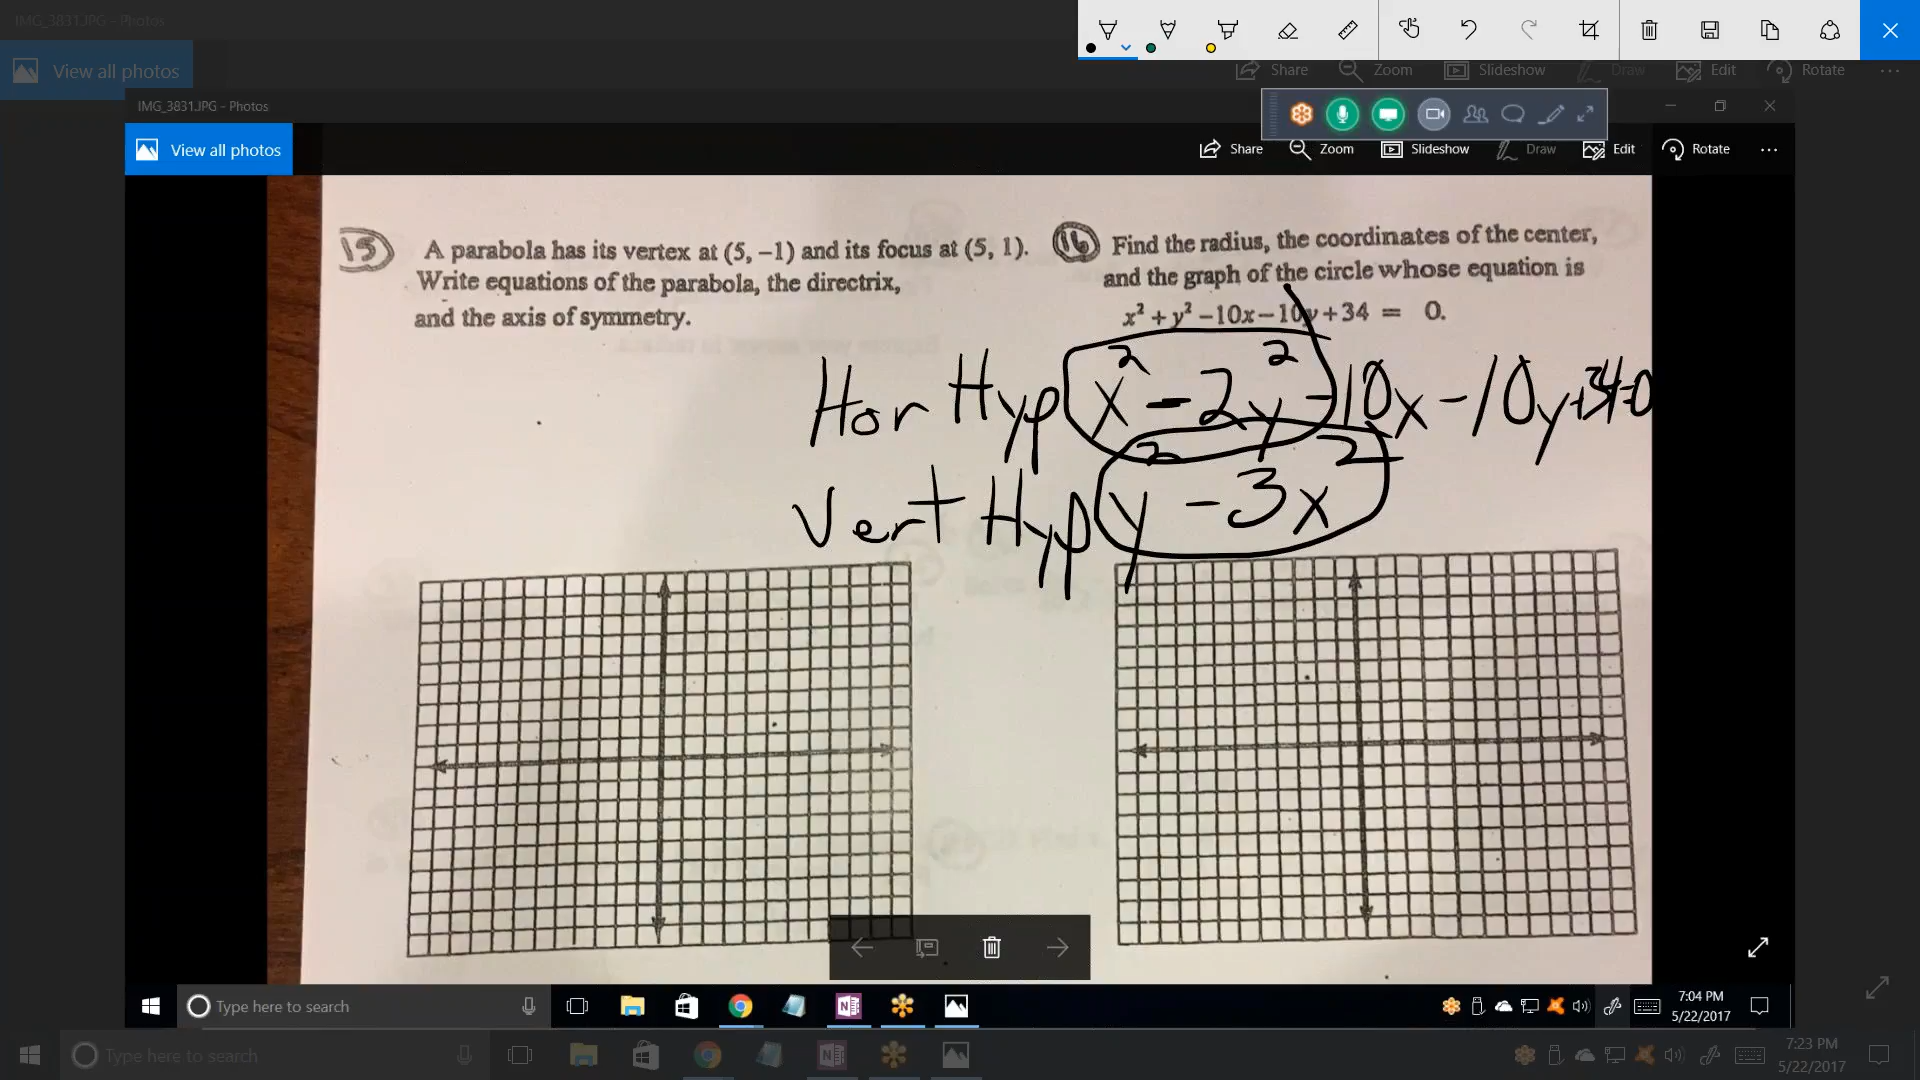 IMG_3831.JPG - Photos
View all photos
Share Zoom Slideshow Draw Edit Rotate
IMG_3831.JPG - Photos
View all photos
Share Zoom Slideshow Draw Edit Rotate
15 A parabola has its vertex at (5, −1) and its focus at (5, 1).
Write equations of the parabola, the directrix,
and the axis of symmetry.
16 Find the radius, the coordinates of the center,
and the graph of the circle whose equation is
x² + y² −10x−10y+34 = 0.
Hor Hyp x² - 2y² -10x -10y+34=0
Vert Hyp y² - 3x²
Type here to search
7:04 PM
5/22/2017
Type here to search
7:23 PM
5/22/2017